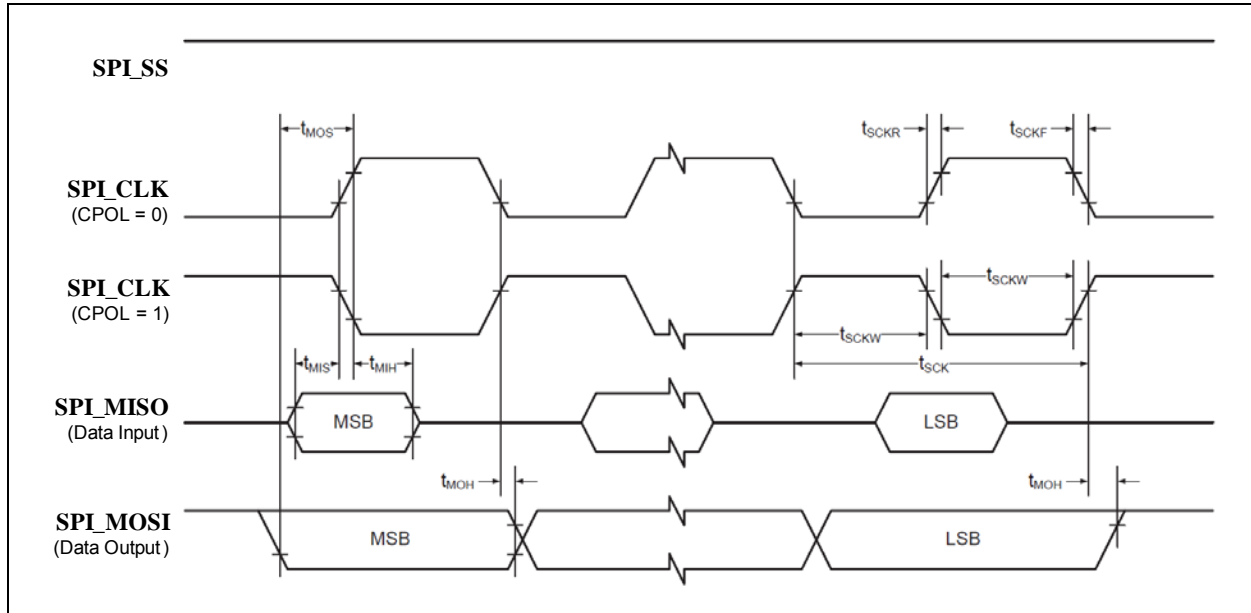 SPI_SS
tMOS
tSCKR
tSCKF
SPI_CLK
(CPOL = 0)
SPI_CLK
(CPOL = 1)
tSCKW
tSCKW
tSCK
tMIS
tMIH
SPI_MISO
(Data Input)
MSB
LSB
tMOH
tMOH
SPI_MOSI
(Data Output)
MSB
LSB